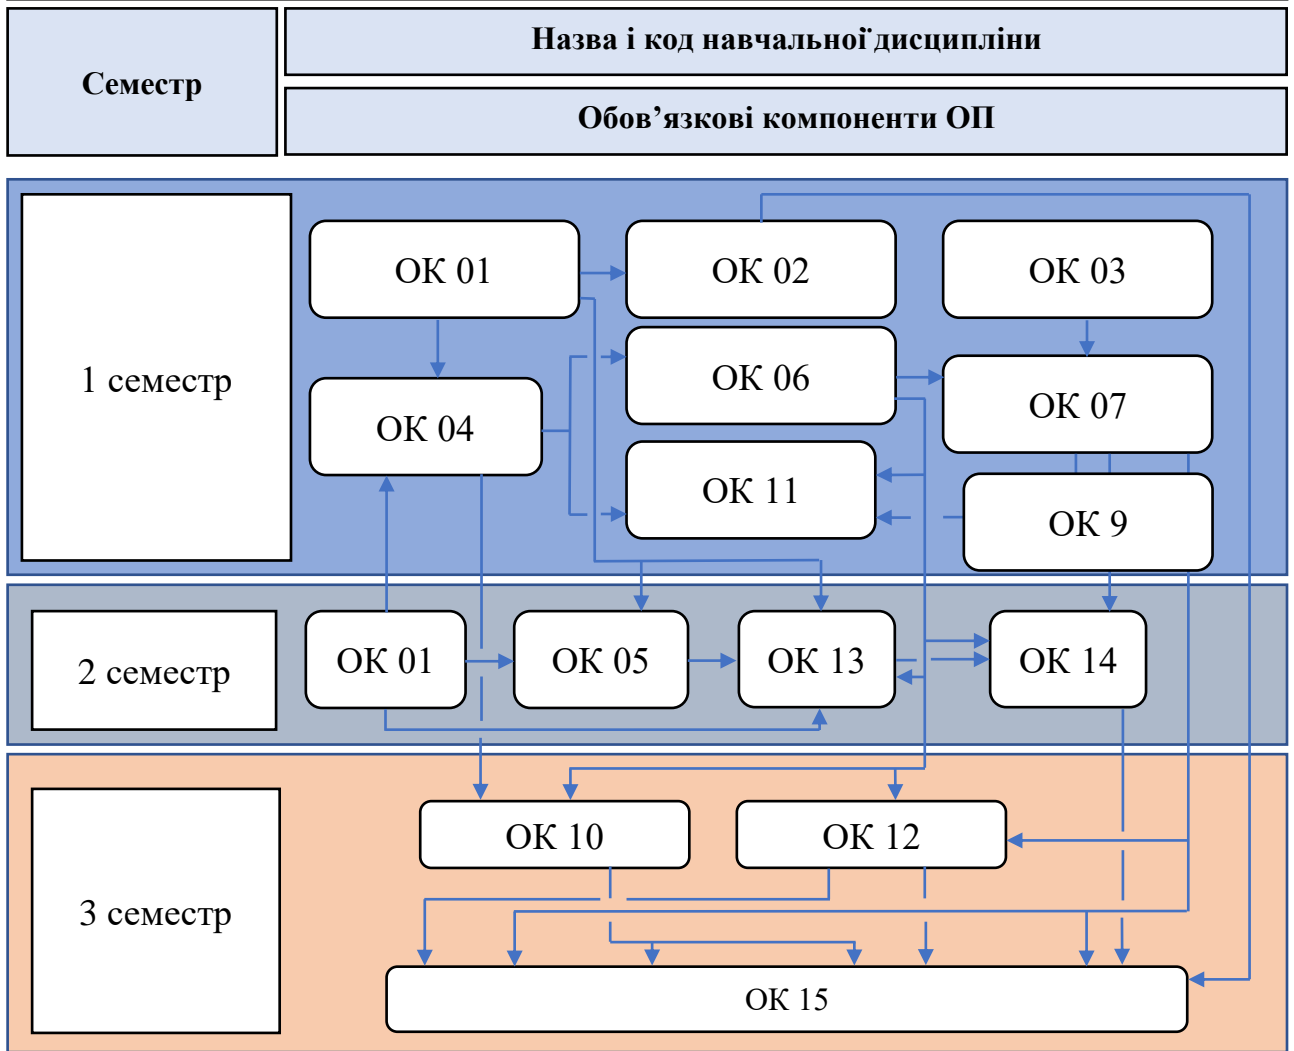 Семестр
Назва і код навчальної дисципліни
Обов’язкові компоненти ОП
1 семестр
ОК 01
ОК 02
ОК 03
ОК 04
ОК 06
ОК 07
ОК 11
ОК 9
2 семестр
ОК 01
ОК 05
ОК 13
ОК 14
3 семестр
ОК 10
ОК 12
ОК 15